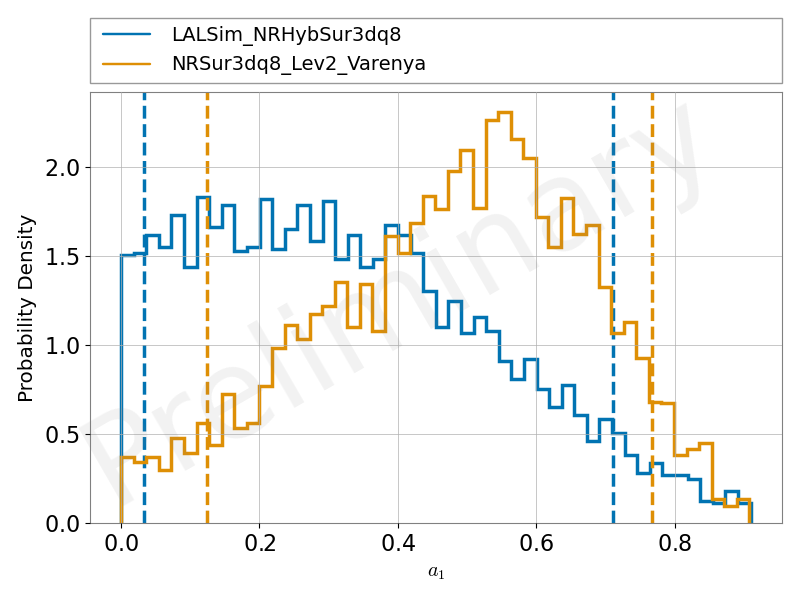 LALSim_NRHybSur3dq8
NRSur3dq8_Lev2_Varenya
Preliminary
Probability Density
2.0
1.5
1.0
0.5
0.0
0.0 0.2 0.4 0.6 0.8
a₁